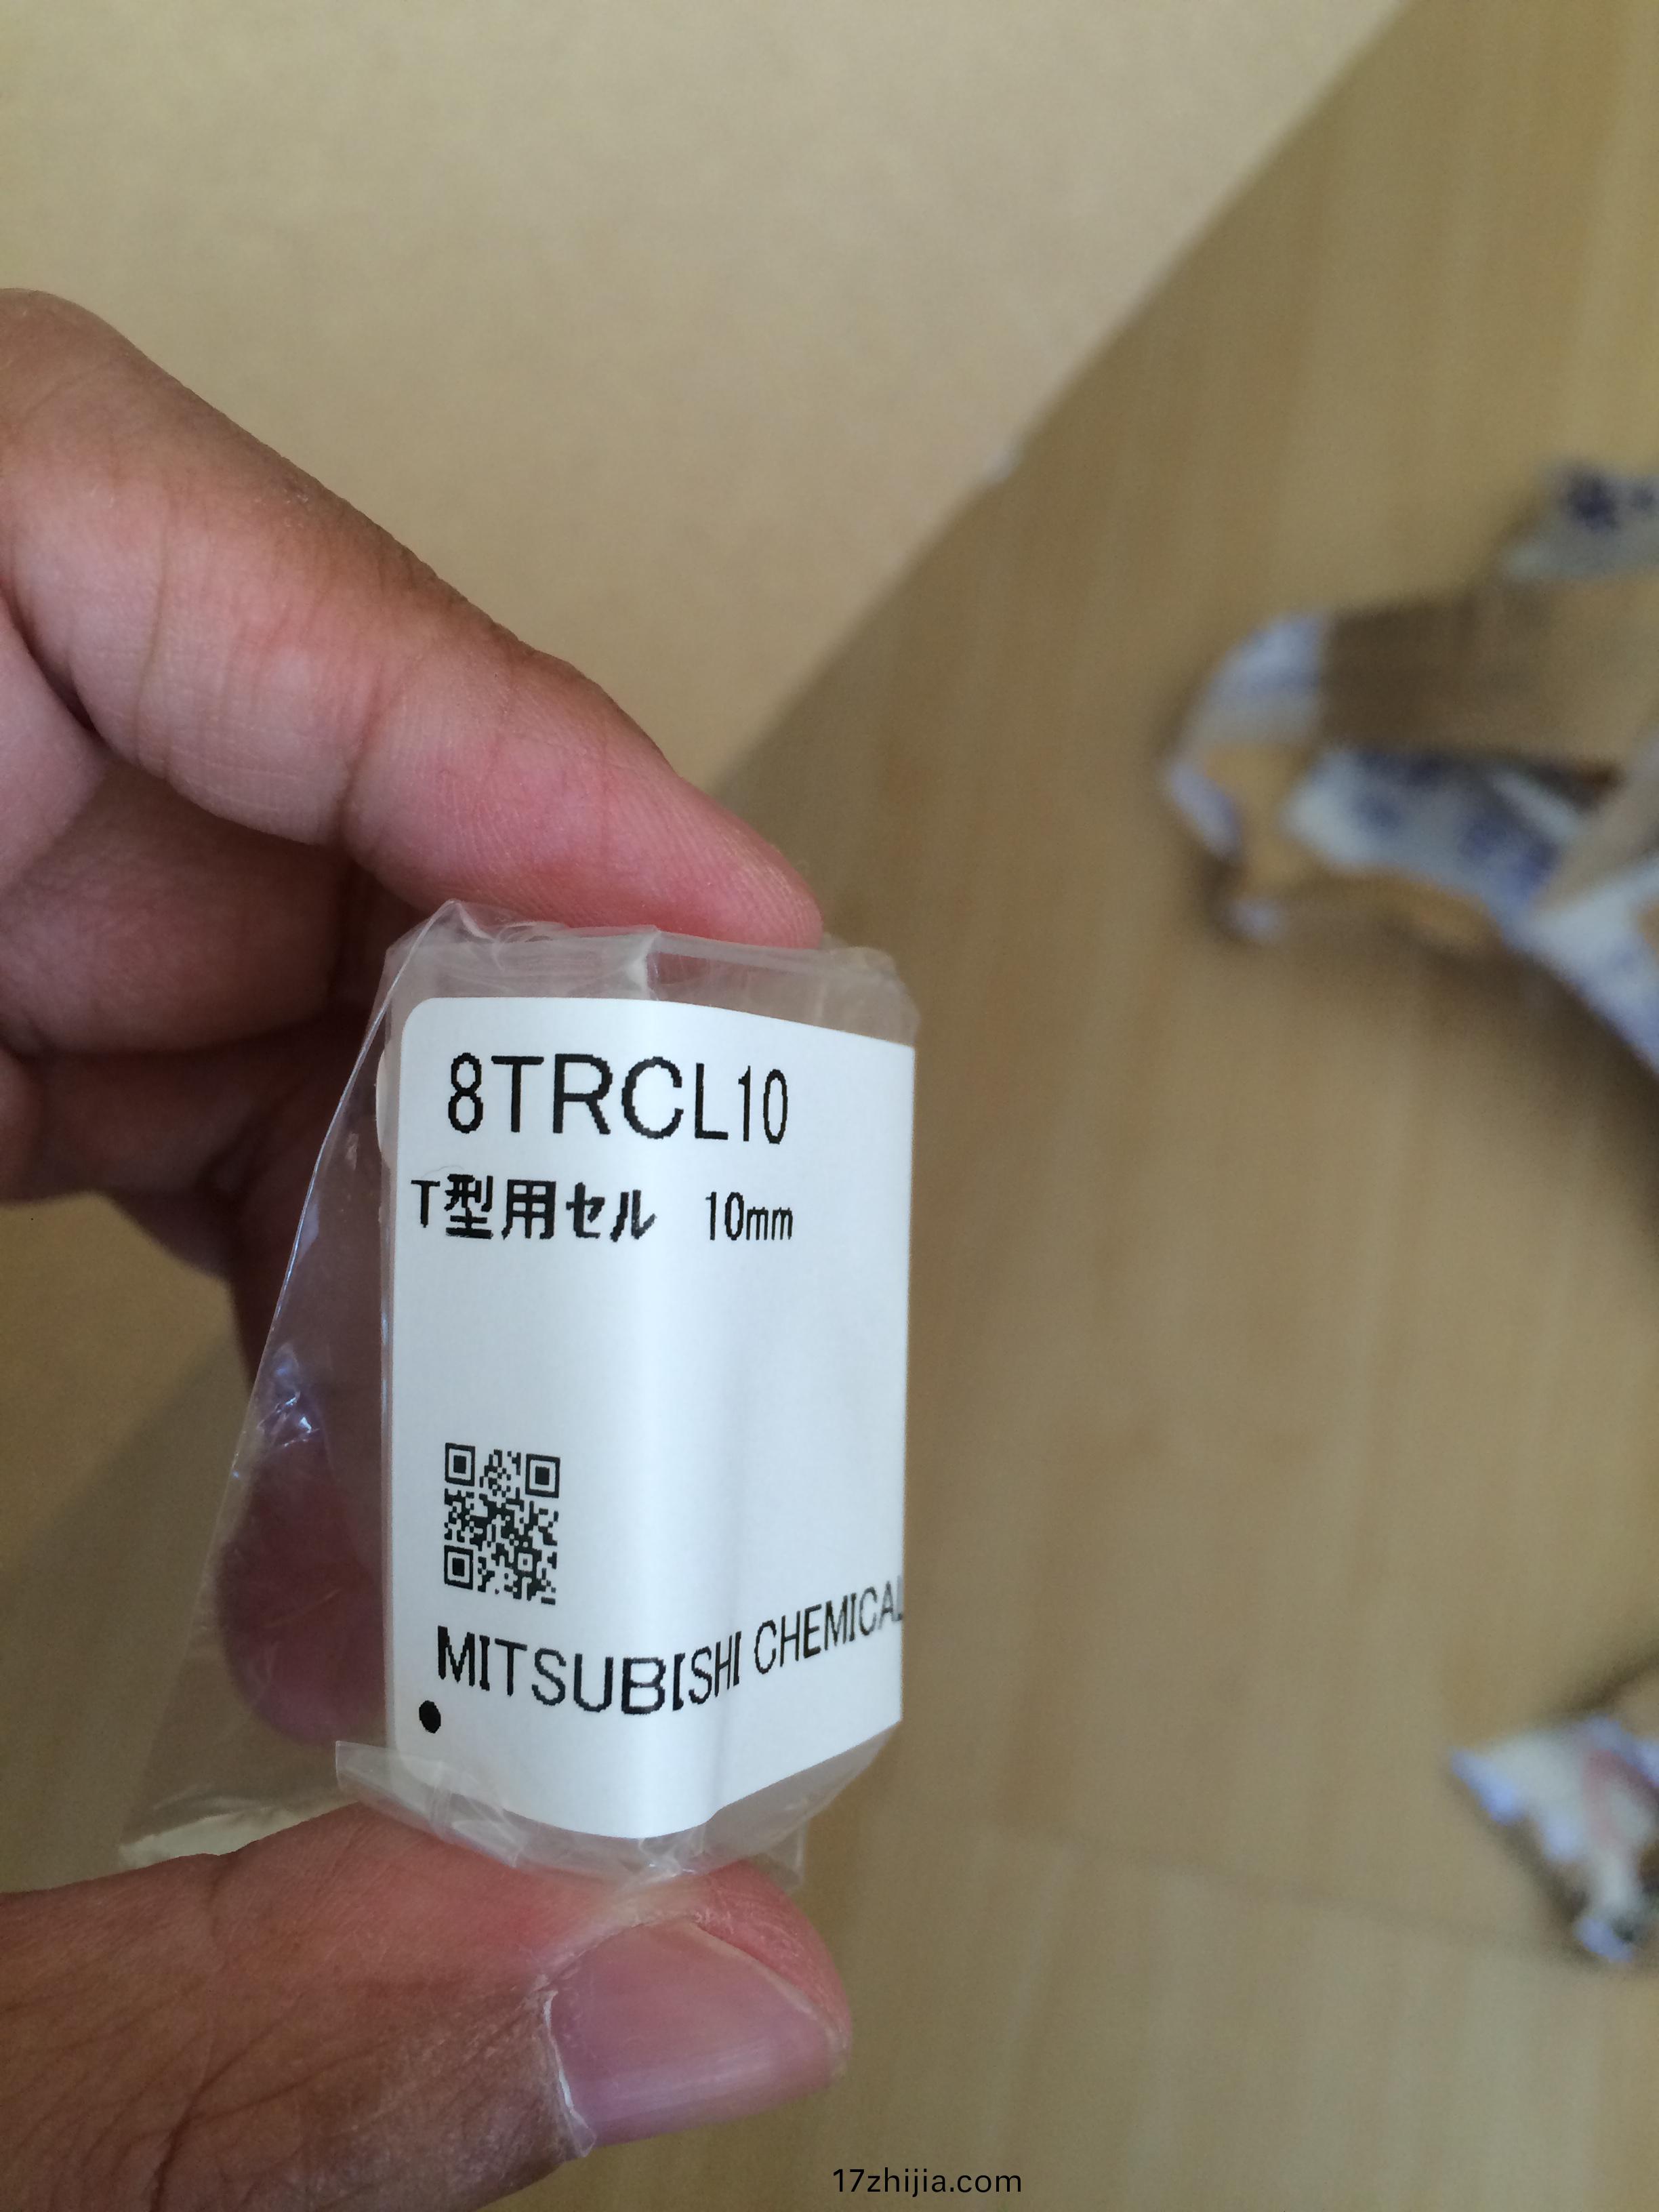 8TRCL10
T型用セル 10mm
MITSUBISHI CHEMICAL
17zhijia.com